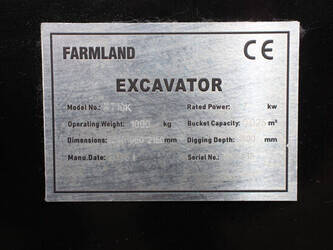 FARMLAND CE
EXCAVATOR
Model No.: Rated Power: kw
Operating Weight: 1000 kg Bucket Capacity: m³
Dimensions: mm Digging Depth: mm
Manu.Date: Serial No.: